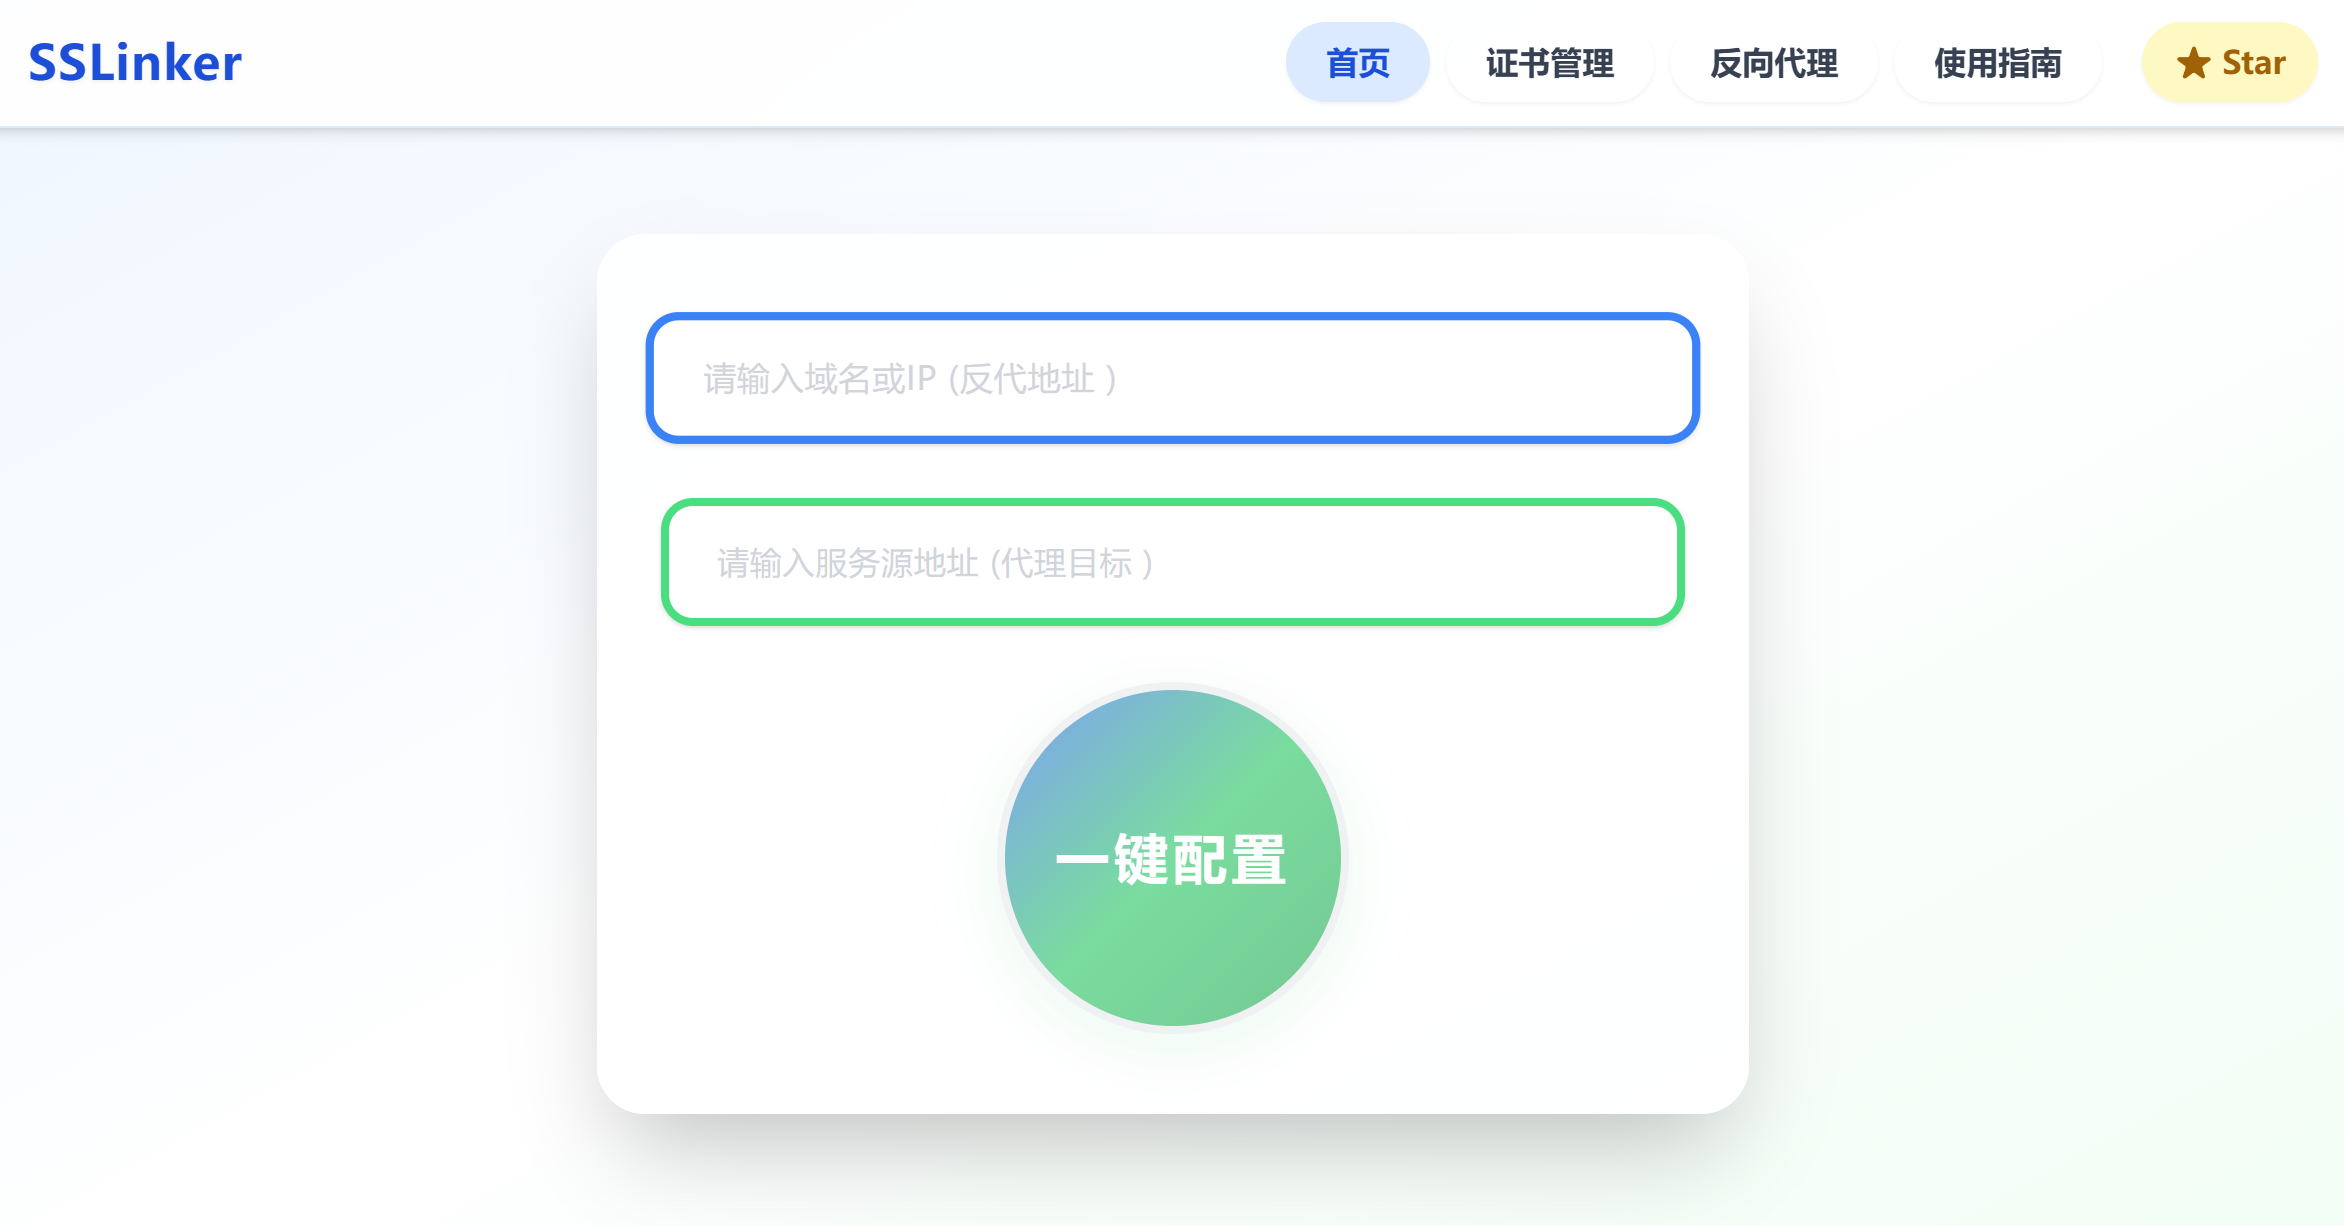 SSLinker
首页
证书管理
反向代理
使用指南
Star
请输入域名或IP (反代地址 )
请输入服务源地址 (代理目标 )
一键配置